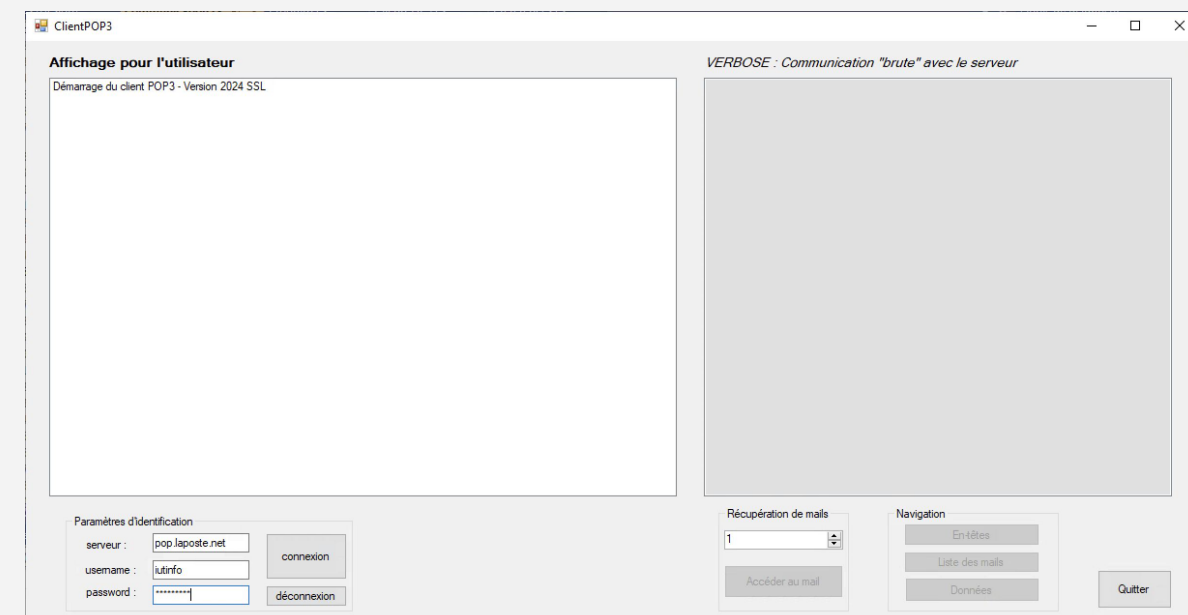 ClientPOP3
Affichage pour l'utilisateur
VERBOSE : Communication "brute" avec le serveur
Démarrage du client POP3 - Version 2024 SSL
Paramètres d'identification
serveur :
pop.laposte.net
username :
iutinfo
password :
*********
connexion
déconnexion
Récupération de mails
1
Accéder au mail
Navigation
En-têtes
Liste des mails
Données
Quitter